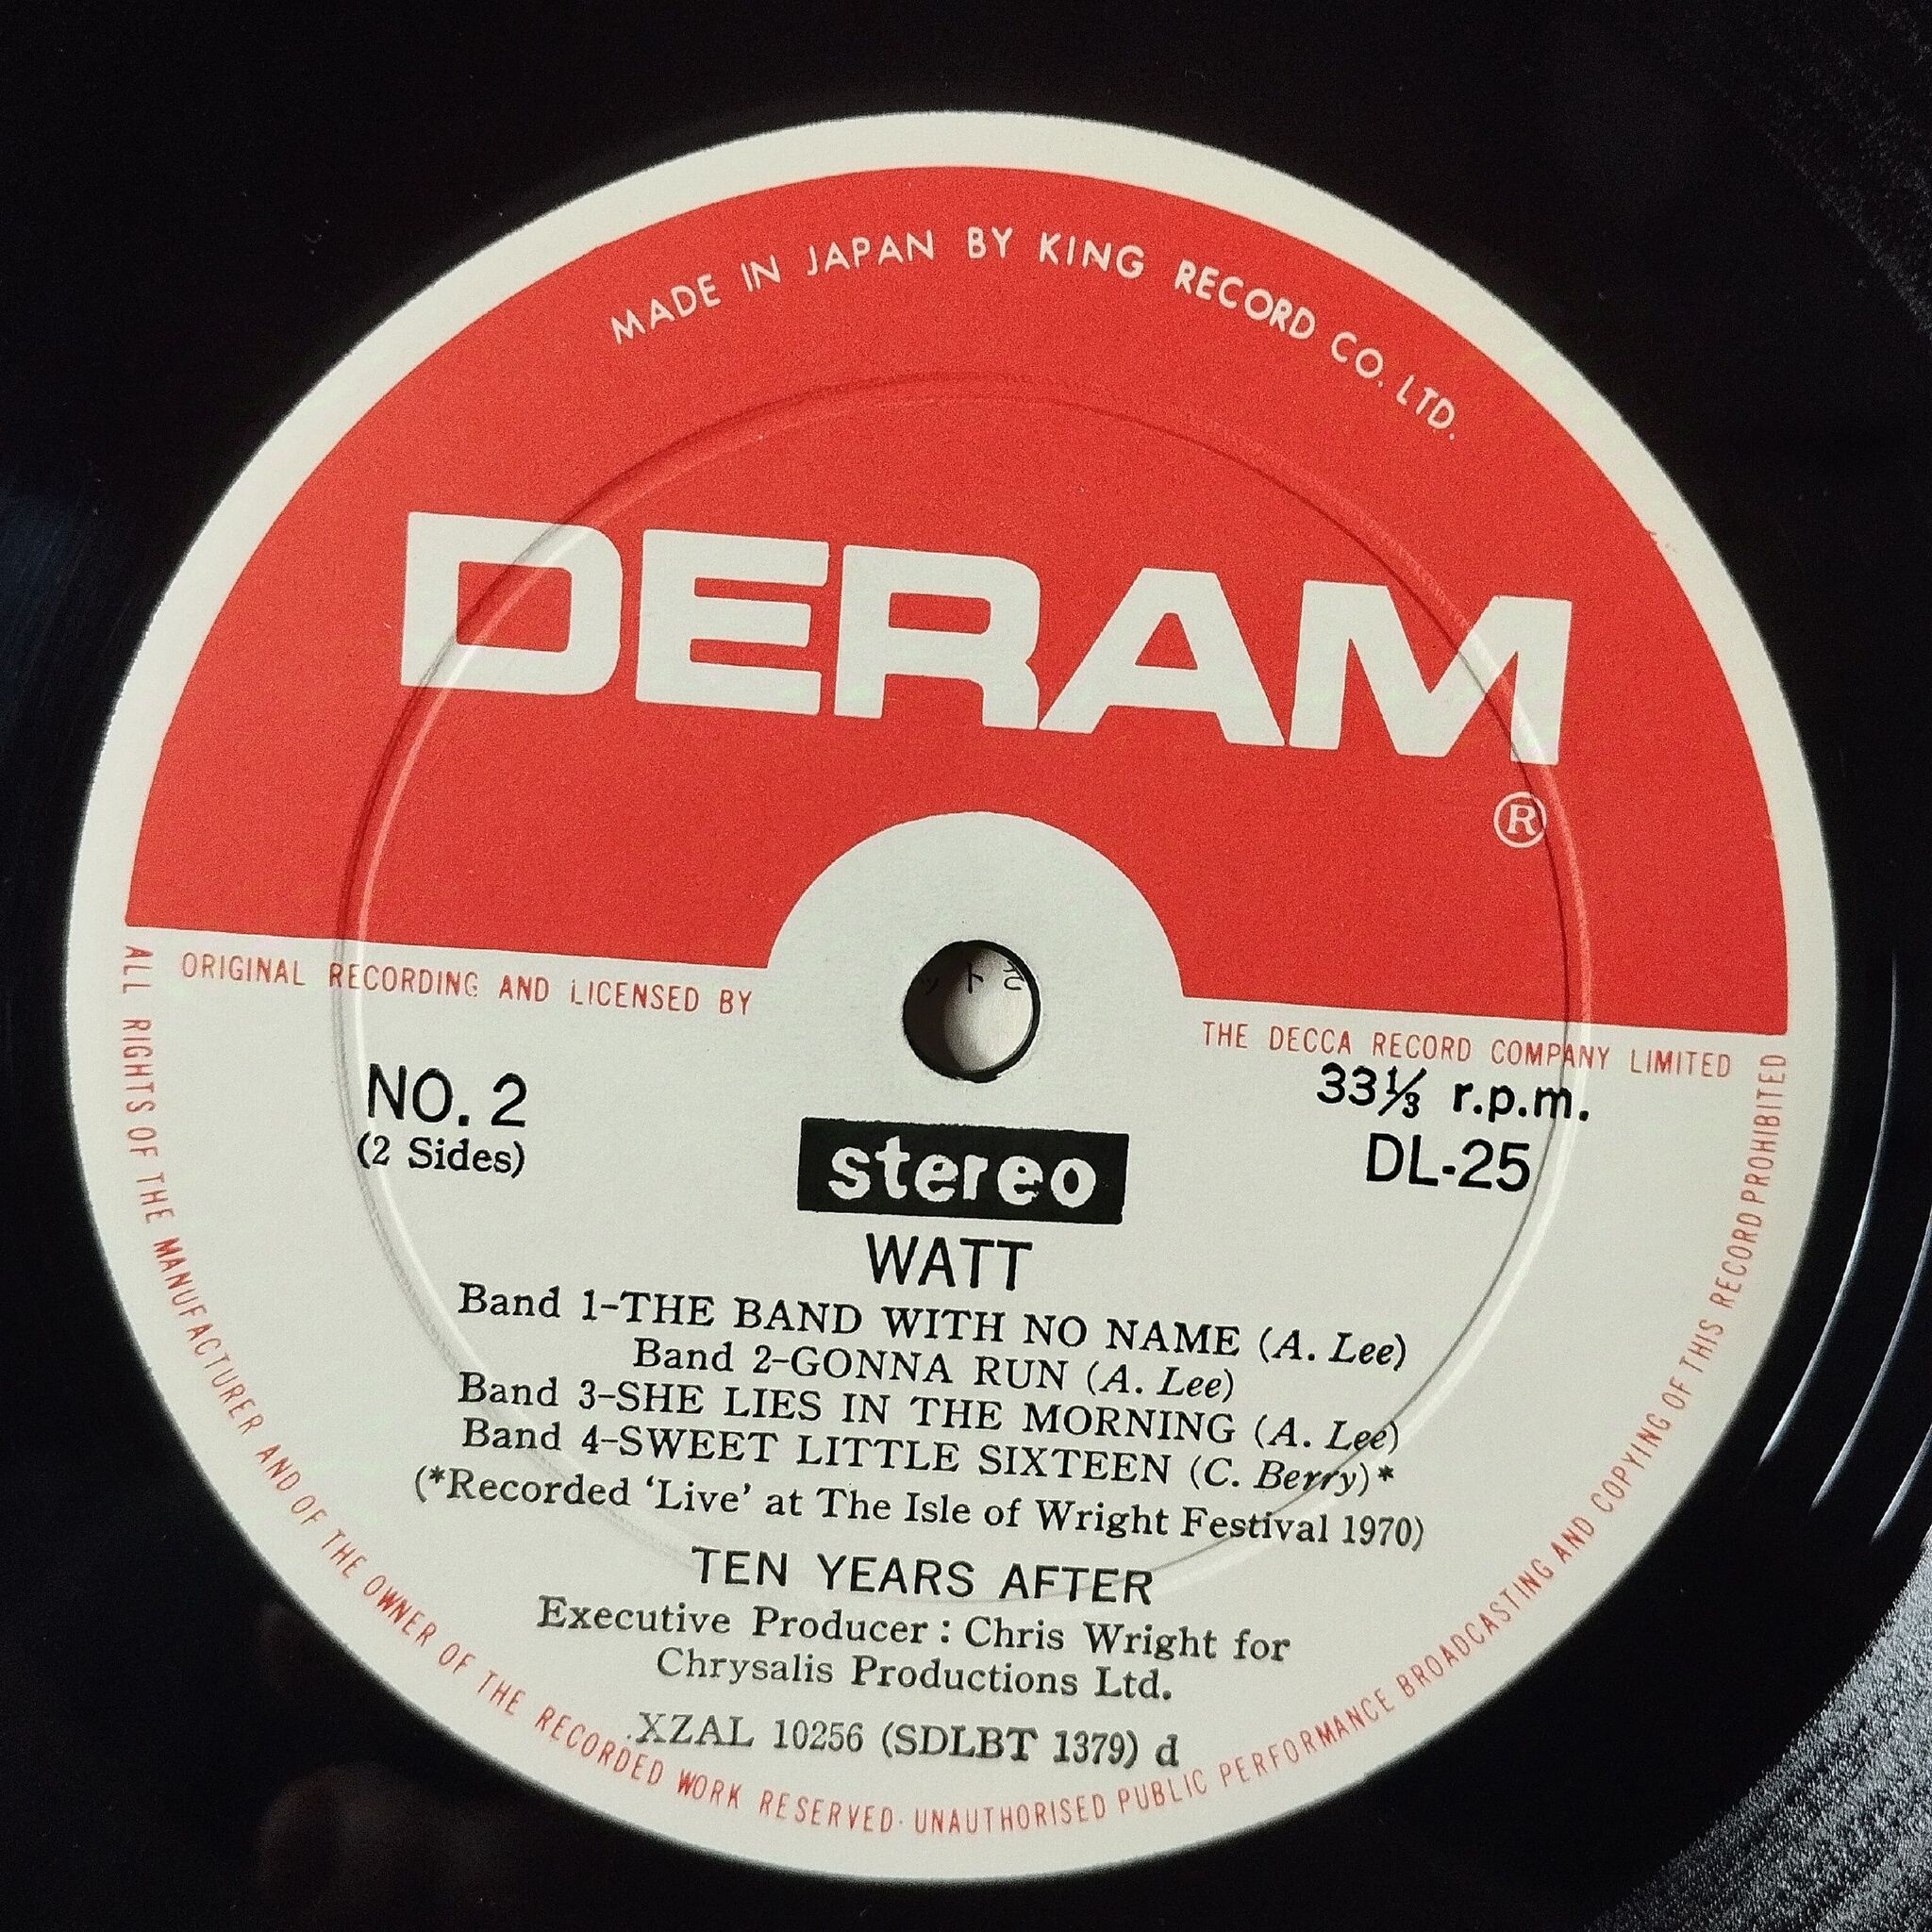 MADE IN JAPAN BY KING RECORD CO. LTD.
DERAM
®
ORIGINAL RECORDING AND LICENSED BY
THE DECCA RECORD COMPANY LIMITED
ット
NO. 2
(2 Sides)
33⅓ r.p.m.
DL-25
stereo
WATT
Band 1-THE BAND WITH NO NAME (A. Lee)
Band 2-GONNA RUN (A. Lee)
Band 3-SHE LIES IN THE MORNING (A. Lee)
Band 4-SWEET LITTLE SIXTEEN (C. Berry)*
(*Recorded ‘Live’ at The Isle of Wright Festival 1970)
TEN YEARS AFTER
Executive Producer : Chris Wright for
Chrysalis Productions Ltd.
XZAL 10256 (SDLBT 1379) d
ALL RIGHTS OF THE MANUFACTURER AND OF THE OWNER OF THE RECORDED WORK RESERVED· UNAUTHORISED PUBLIC PERFORMANCE BROADCASTING AND COPYING OF THIS RECORD PROHIBITED